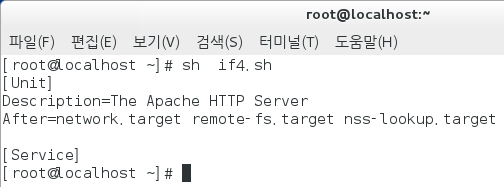 root@localhost:~
파일(F) 편집(E) 보기(V) 검색(S) 터미널(T) 도움말(H)
[root@localhost ~]# sh  if4.sh
[Unit]
Description=The Apache HTTP Server
After=network.target remote-fs.target nss-lookup.target
[Service]
[root@localhost ~]#